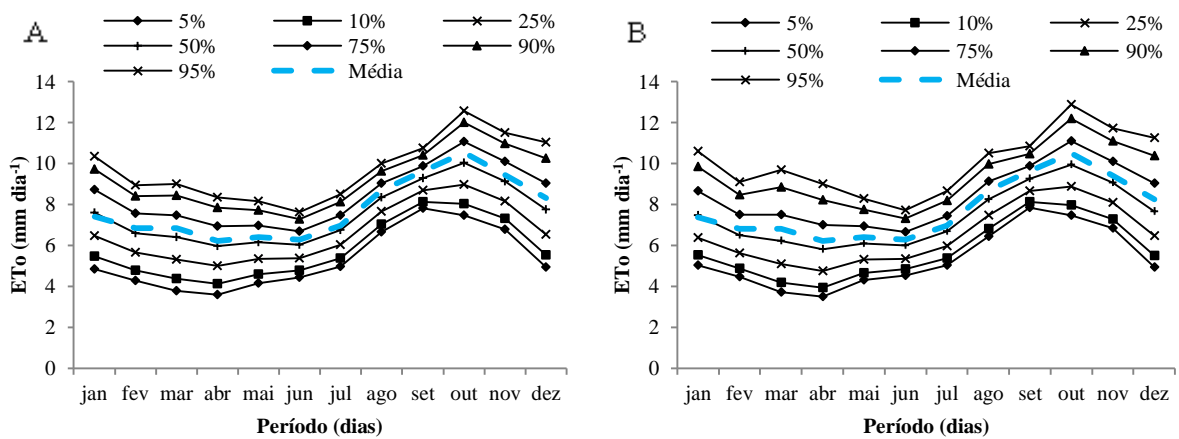 A
5% 10% 25%
50% 75% 90%
95% Média
14
12
10
8
6
4
2
0
ETo (mm dia-1)
jan fev mar abr mai jun jul ago set out nov dez
Período (dias)
B
5% 10% 25%
50% 75% 90%
95% Média
14
12
10
8
6
4
2
0
ETo (mm dia-1)
jan fev mar abr mai jun jul ago set out nov dez
Período (dias)